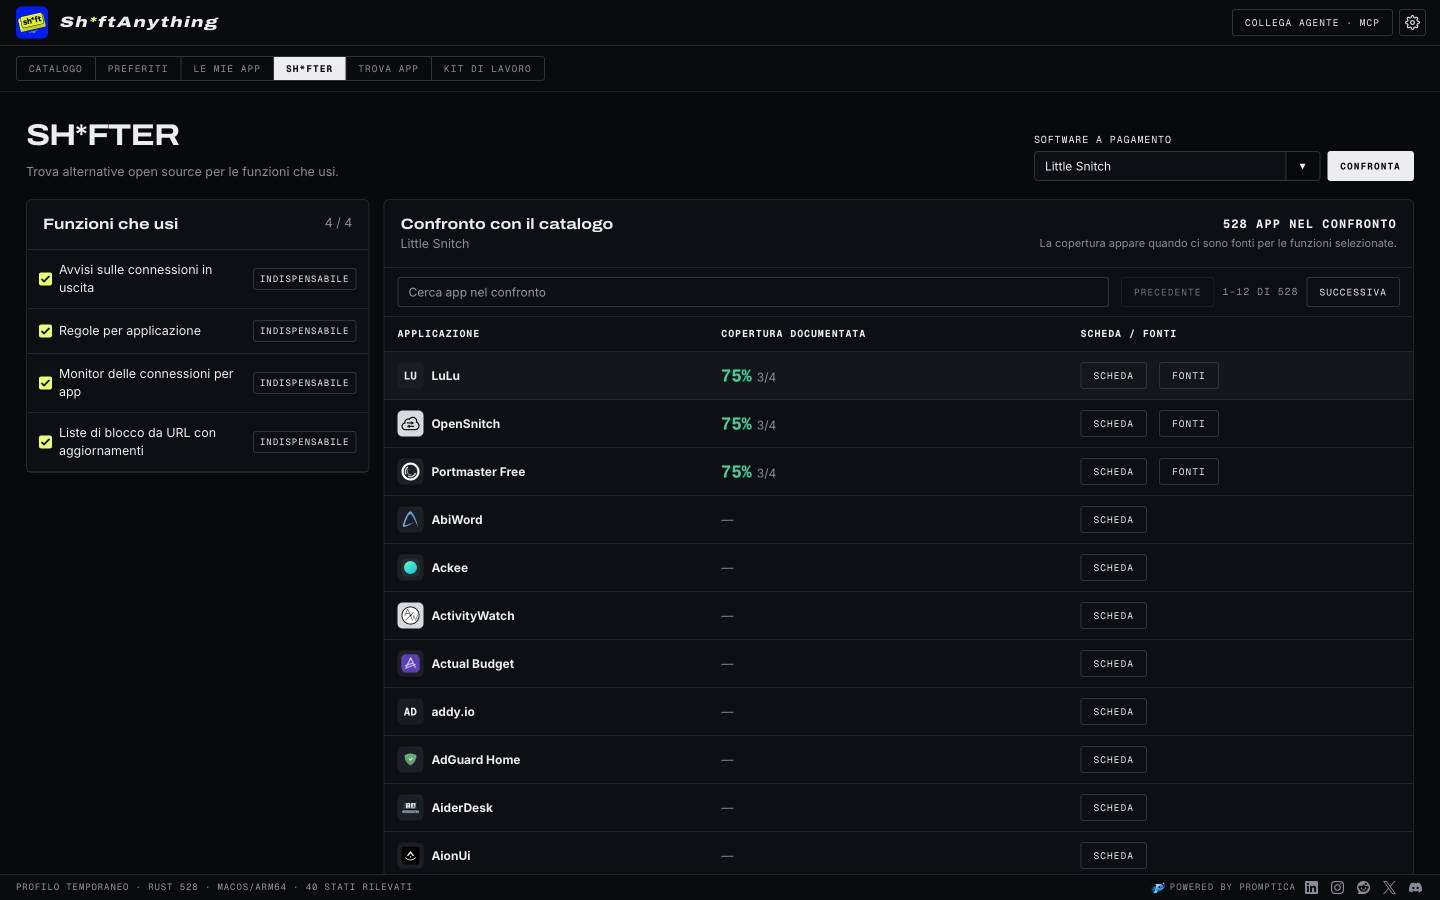 Sh*ftAnything
COLLEGA AGENTE · MCP
CATALOGO
PREFERITI
LE MIE APP
SH*FTER
TROVA APP
KIT DI LAVORO
SH*FTER
Trova alternative open source per le funzioni che usi.
SOFTWARE A PAGAMENTO
Little Snitch
CONFRONTA
Funzioni che usi
4 / 4
Avvisi sulle connessioni in
uscita
INDISPENSABILE
Regole per applicazione
INDISPENSABILE
Monitor delle connessioni per
app
INDISPENSABILE
Liste di blocco da URL con
aggiornamenti
INDISPENSABILE
Confronto con il catalogo
Little Snitch
528 APP NEL CONFRONTO
La copertura appare quando ci sono fonti per le funzioni selezionate.
Cerca app nel confronto
PRECEDENTE
1–12 DI 528
SUCCESSIVA
APPLICAZIONE
COPERTURA DOCUMENTATA
SCHEDA / FONTI
LU
LuLu
75% 3/4
SCHEDA
FONTI
OpenSnitch
75% 3/4
SCHEDA
FONTI
Portmaster Free
75% 3/4
SCHEDA
FONTI
AbiWord
—
SCHEDA
Ackee
—
SCHEDA
ActivityWatch
—
SCHEDA
Actual Budget
—
SCHEDA
AD
addy.io
—
SCHEDA
AdGuard Home
—
SCHEDA
AiderDesk
—
SCHEDA
AionUi
—
SCHEDA
PROFILO TEMPORANEO · RUST 528 · MACOS/ARM64 · 40 STATI RILEVATI
POWERED BY PROMPTICA